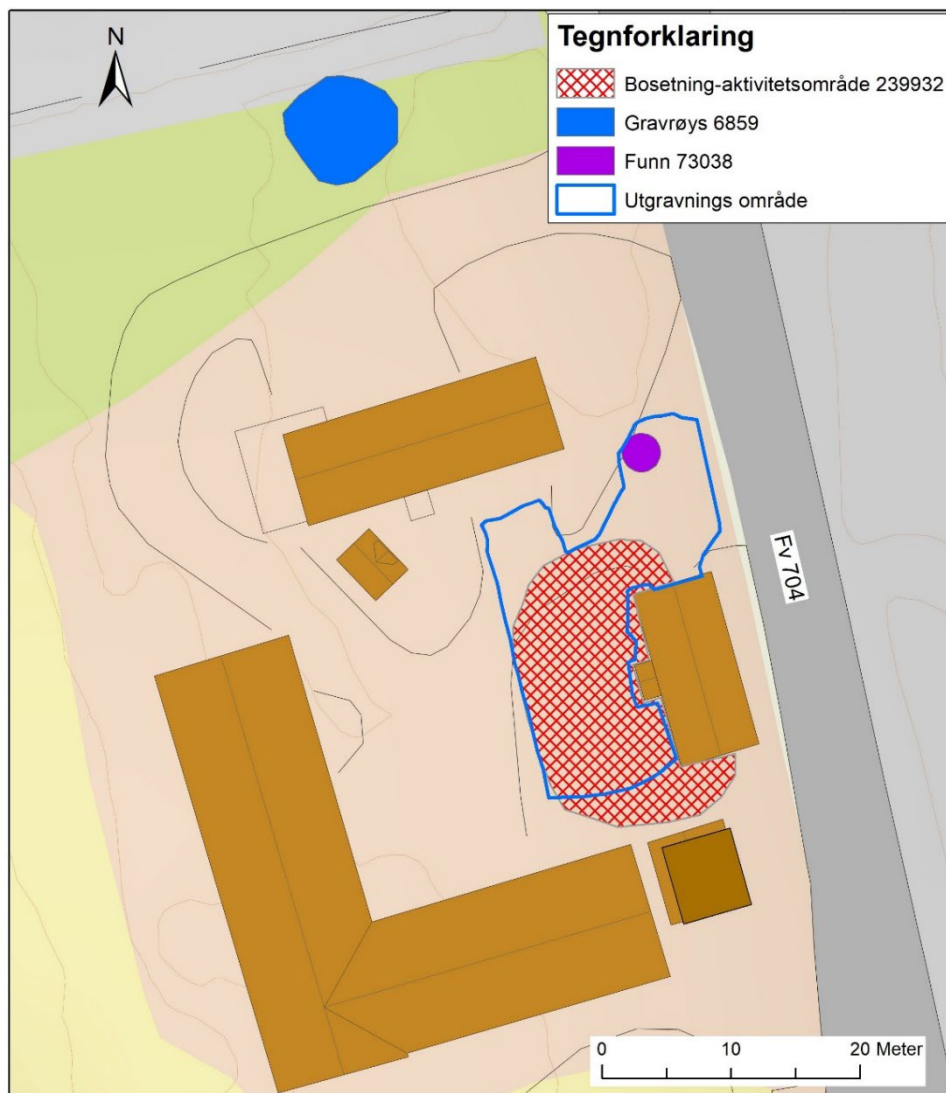 N
Tegnforklaring
Bosetning-aktivitetsområde 239932
Gravrøys 6859
Funn 73038
Utgravnings område
Fv 704
0 10 20 Meter